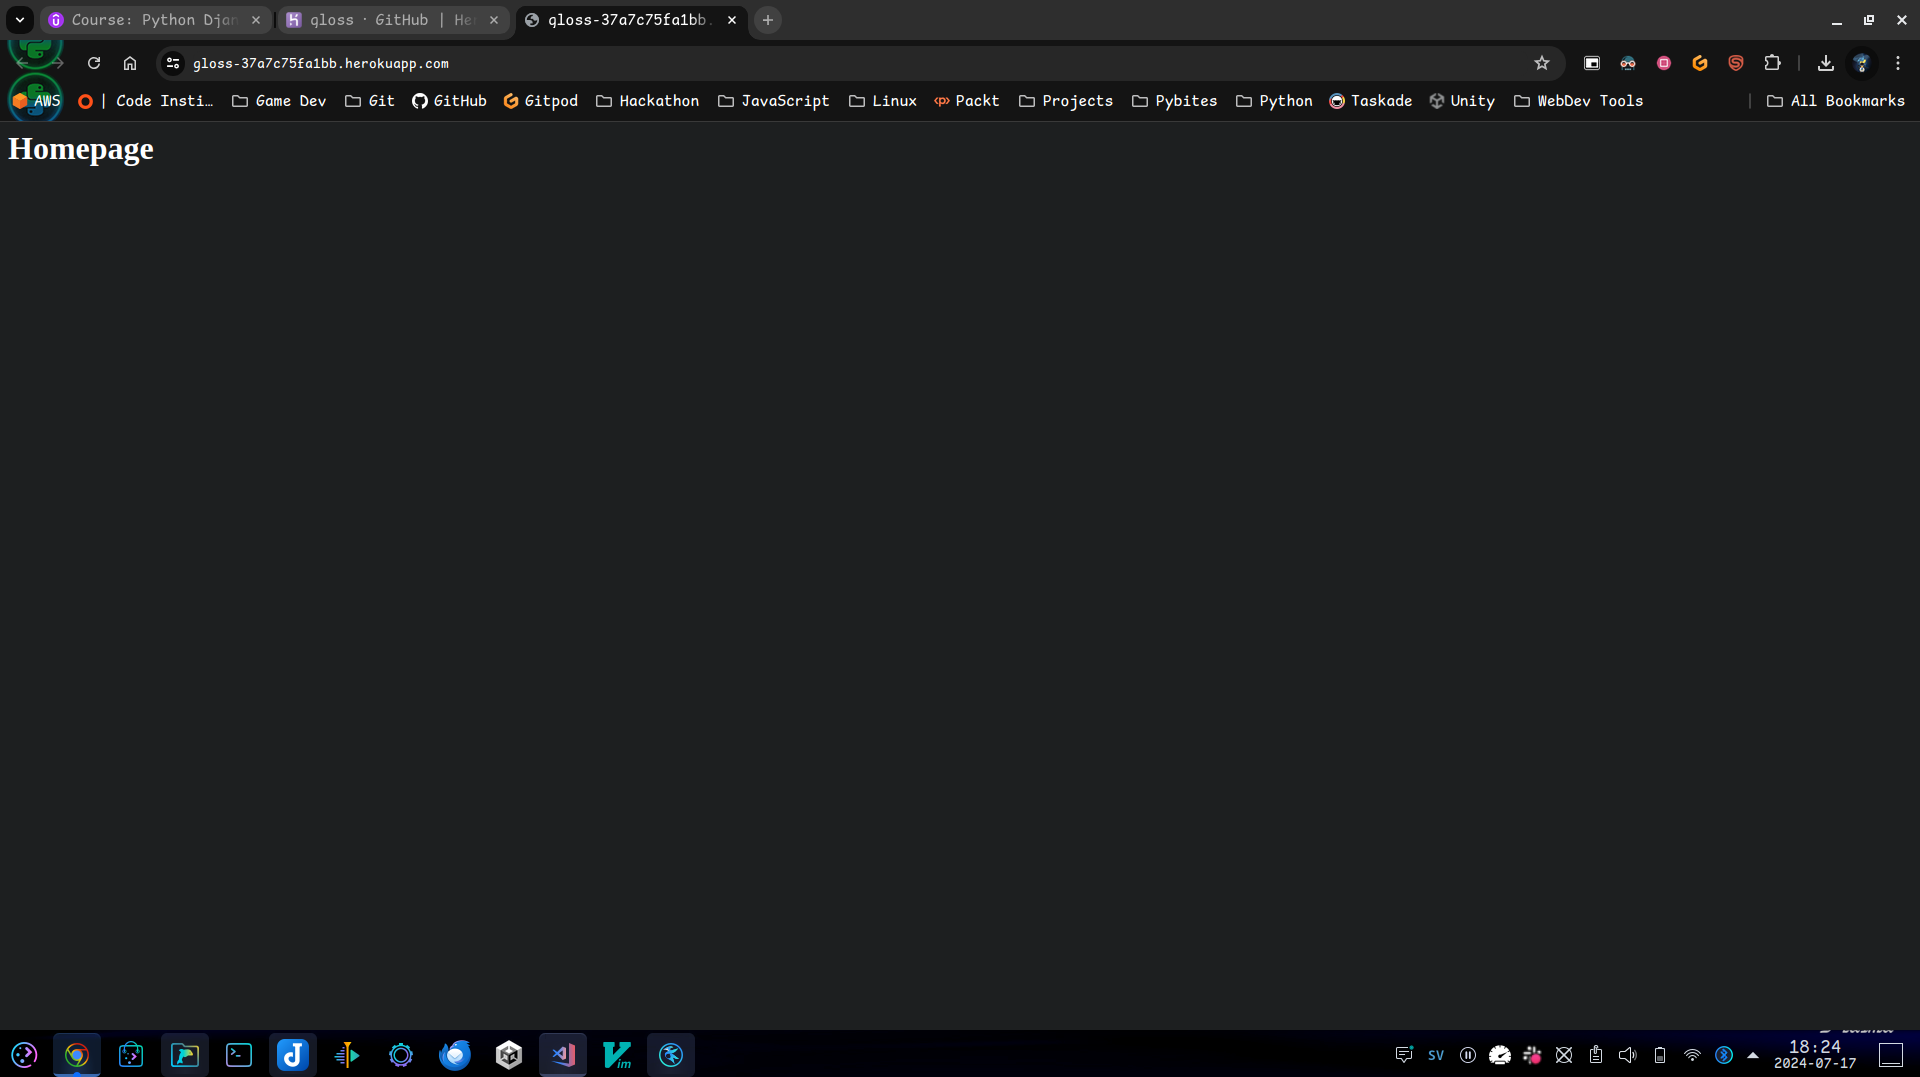 Course: Python Djan
gloss · GitHub | He
gloss-37a7c75fa1bb.
gloss-37a7c75fa1bb.herokuapp.com
AWS
| Code Insti…
Game Dev
Git
GitHub
Gitpod
Hackathon
JavaScript
Linux
<p> Packt
Projects
Pybites
Python
Taskade
Unity
WebDev Tools
All Bookmarks
Homepage
SV
18:24
2024-07-17